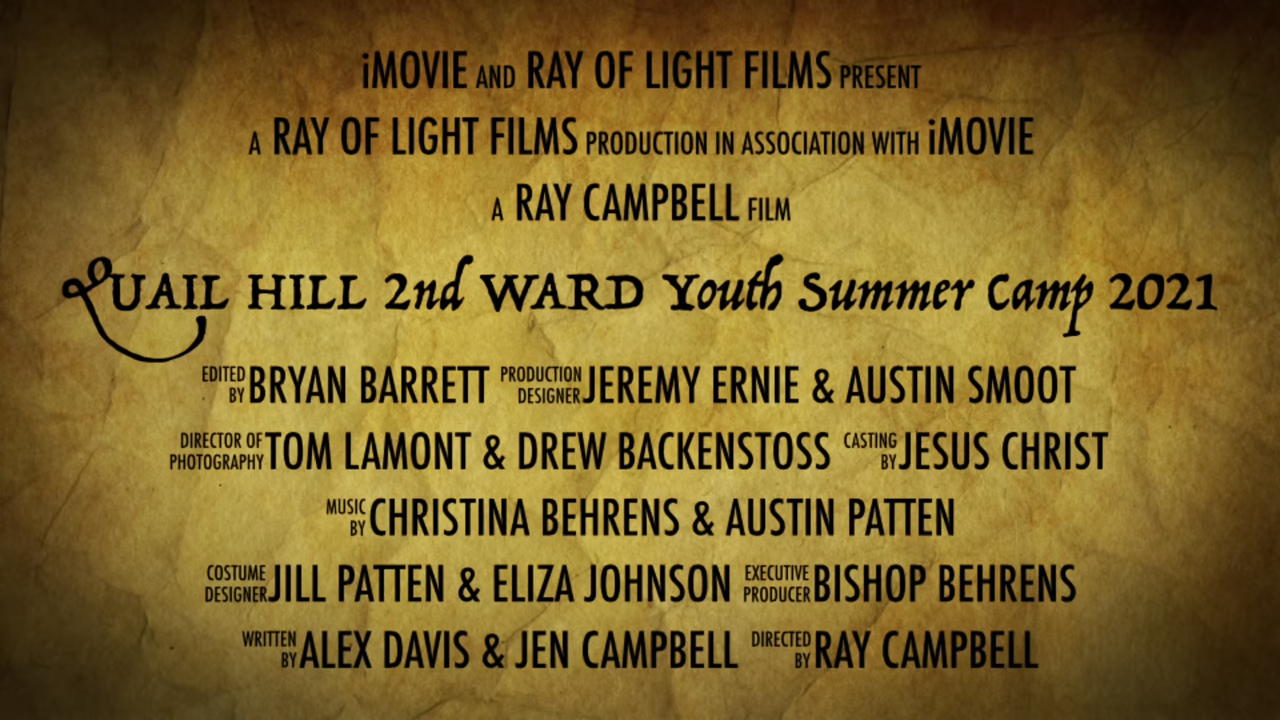 iMOVIE AND RAY OF LIGHT FILMS PRESENT
A RAY OF LIGHT FILMS PRODUCTION IN ASSOCIATION WITH iMOVIE
A RAY CAMPBELL FILM
QUAIL HILL 2nd WARD Youth Summer Camp 2021
EDITED BY BRYAN BARRETT PRODUCTION DESIGNER JEREMY ERNIE & AUSTIN SMOOT
DIRECTOR OF PHOTOGRAPHY TOM LAMONT & DREW BACKENSTOSS CASTING BY JESUS CHRIST
MUSIC BY CHRISTINA BEHRENS & AUSTIN PATTEN
COSTUME DESIGNER JILL PATTEN & ELIZA JOHNSON EXECUTIVE PRODUCER BISHOP BEHRENS
WRITTEN BY ALEX DAVIS & JEN CAMPBELL DIRECTED BY RAY CAMPBELL